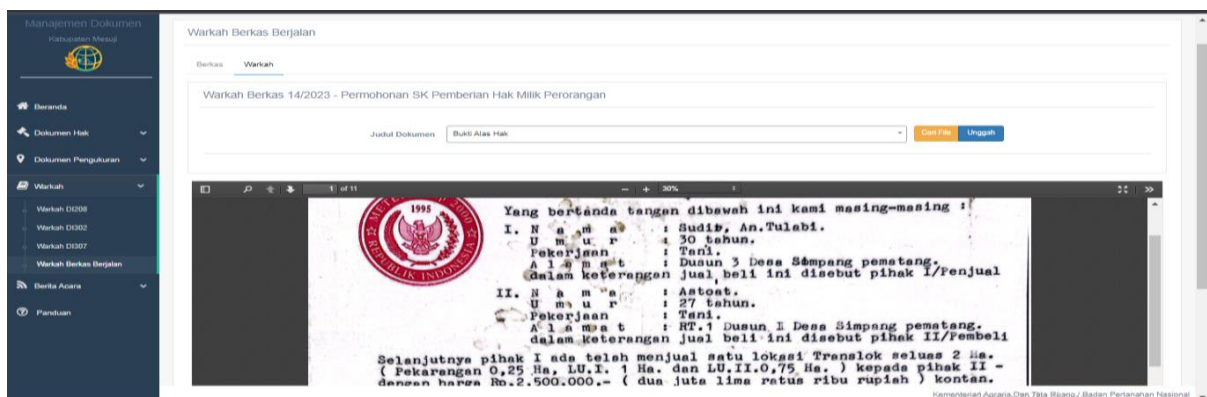 Manajemen Dokumen
Kabupaten Mesuji
Beranda
Dokumen Hak
Dokumen Pengukuran
Warkah
Warkah DI208
Warkah DI302
Warkah DI307
Warkah Berkas Berjalan
Berita Acara
Panduan
Warkah Berkas Berjalan
Berkas Warkah
Warkah Berkas 14/2023 - Permohonan SK Pemberian Hak Milik Perorangan
Judul Dokumen Bukti Alas Hak Cari File Unggah
1 of 11 30%
1995 2000
REPUBLIK INDONESIA
Yang bertanda tangan dibawah ini kami masing-masing :
I. N a m a : Sudir, An.Tulabi.
U m u r : 30 tahun.
Pekerjaan : Tani.
A l a m a t : Dusun 3 Desa Simpang pematang.
dalam keterangan jual beli ini disebut pihak I/Penjual
II. N a m a : Astoat.
U m u r : 27 tahun.
Pekerjaan : Tani.
A l a m a t : RT.1 Dusun I Desa Simpang pematang.
dalam keterangan jual beli ini disebut pihak II/Pembeli
Selanjutnya pihak I ada telah menjual satu lokasi Translok seluas 2 Ha.
( Pekarangan 0,25 Ha, LU.I. 1 Ha. dan LU.II.0,75 Ha. ) kepada pihak II -
dengan harga Rp.2.500.000.- ( dua juta lima ratus ribu rupiah ) kontan.
Kementerian Agraria Dan Tata Ruang / Badan Pertanahan Nasional